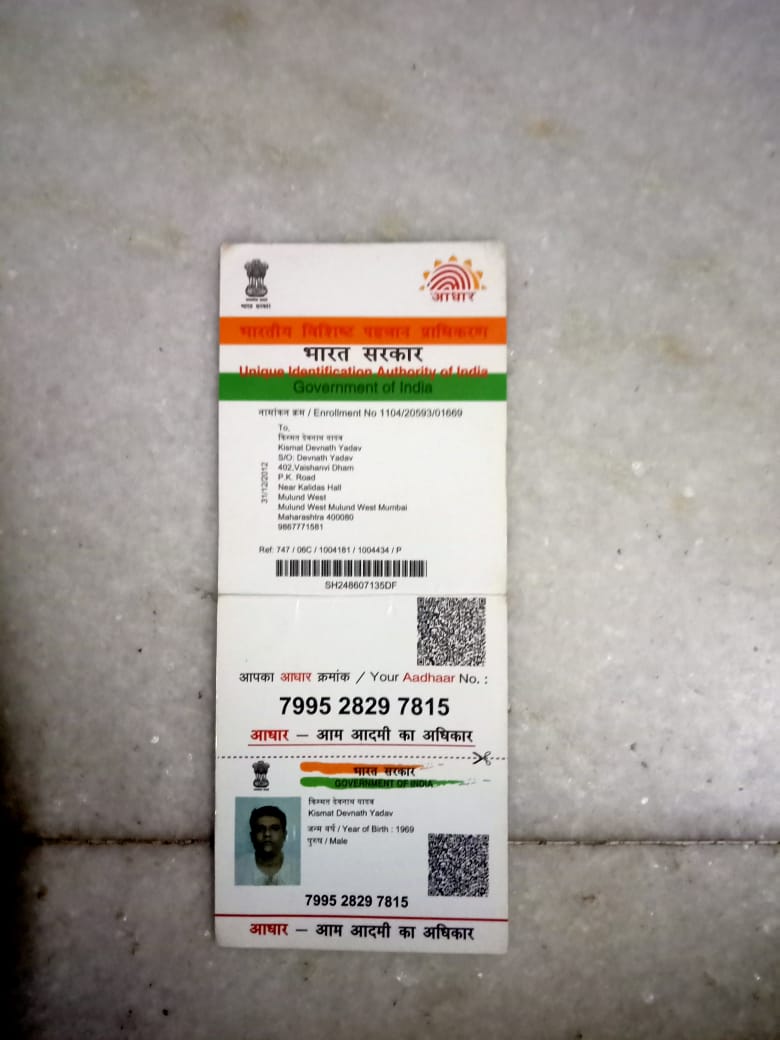 भारत सरकार
आधार
भारतीय विशिष्ट पहचान प्राधिकरण
भारत सरकार
Unique Identification Authority of India
Government of India
नामांकन क्रम / Enrollment No 1104/20593/01669
To,
किस्मत देवनाथ यादव
Kismat Devnath Yadav
S/O: Devnath Yadav
402,Vaishanvi Dham
P.K. Road
Near Kalidas Hall
Mulund West
Mulund West Mulund West Mumbai
Maharashtra 400080
9867771581
31/12/2012
Ref: 747 / 06C / 1004181 / 1004434 / P
SH248607135DF
आपका आधार क्रमांक / Your Aadhaar No. :
7995 2829 7815
आधार — आम आदमी का अधिकार
भारत सरकार
GOVERNMENT OF INDIA
किस्मत देवनाथ यादव
Kismat Devnath Yadav
जन्म वर्ष / Year of Birth : 1969
पुरुष / Male
7995 2829 7815
आधार — आम आदमी का अधिकार